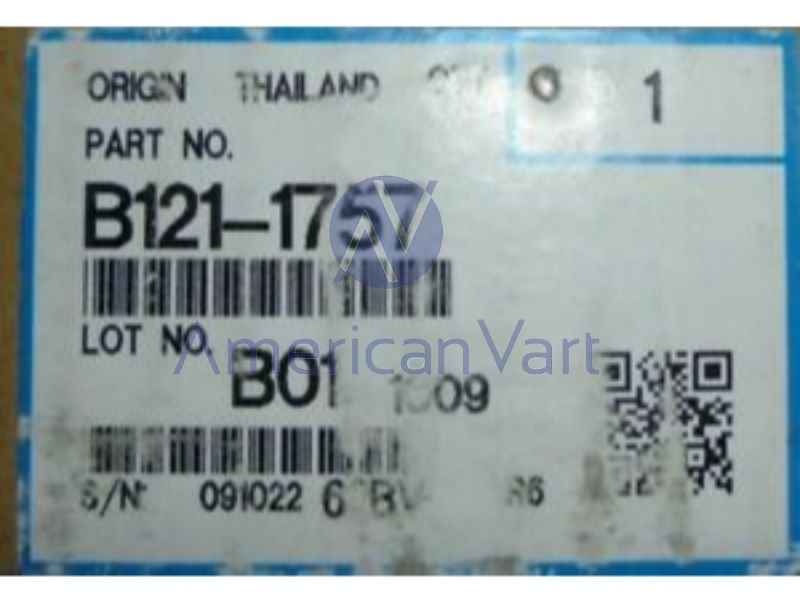 ORIGIN THAILAND 1
PART NO.
B121-1757
LOT NO.
American Vart
B01
S/N 091022